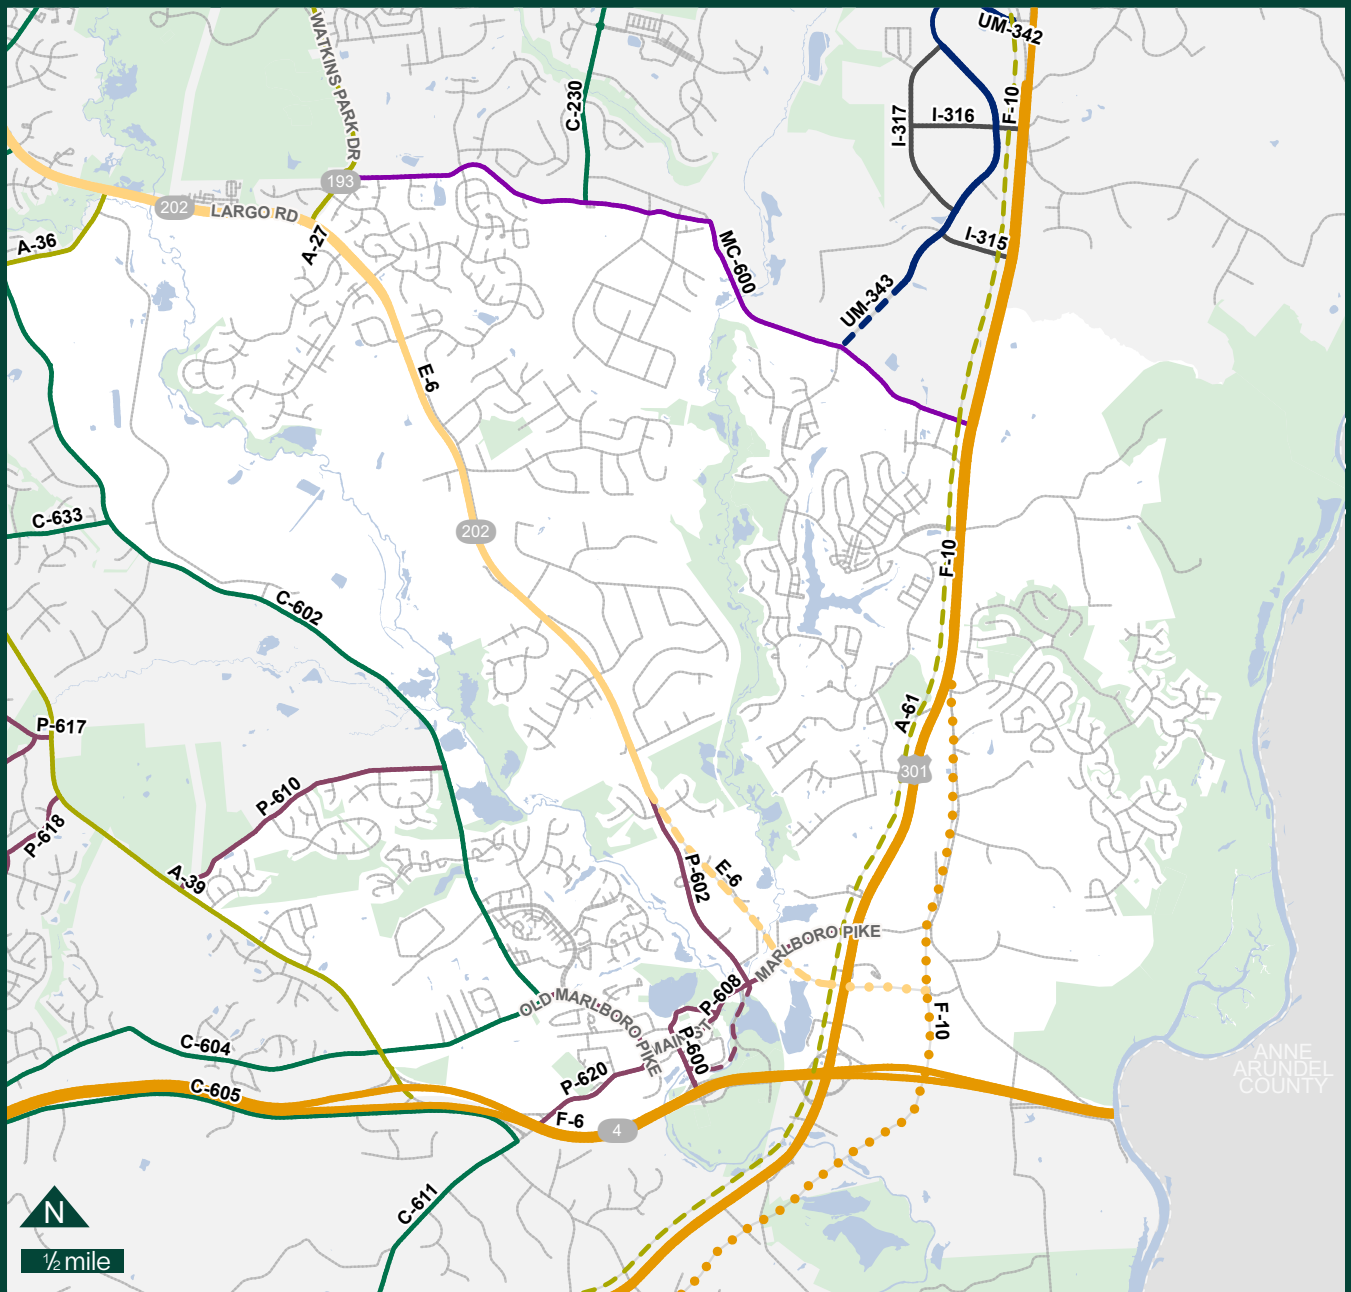 UM-342
WATKINS PARK DR
C-230
F-10
I-317
I-316
193
202
LARGO RD
A-36
A-27
I-315
MC-600
UM-343
E-6
C-633
202
F-10
C-602
A-61
P-617
301
P-610
P-618
A-39
P-602
E-6
MARLBORO PIKE
P-608
OLD MARLBORO PIKE
MAIN ST
P-600
F-10
C-604
P-620
ANNE
ARUNDEL
COUNTY
C-605
F-6
4
C-611
N
½ mile